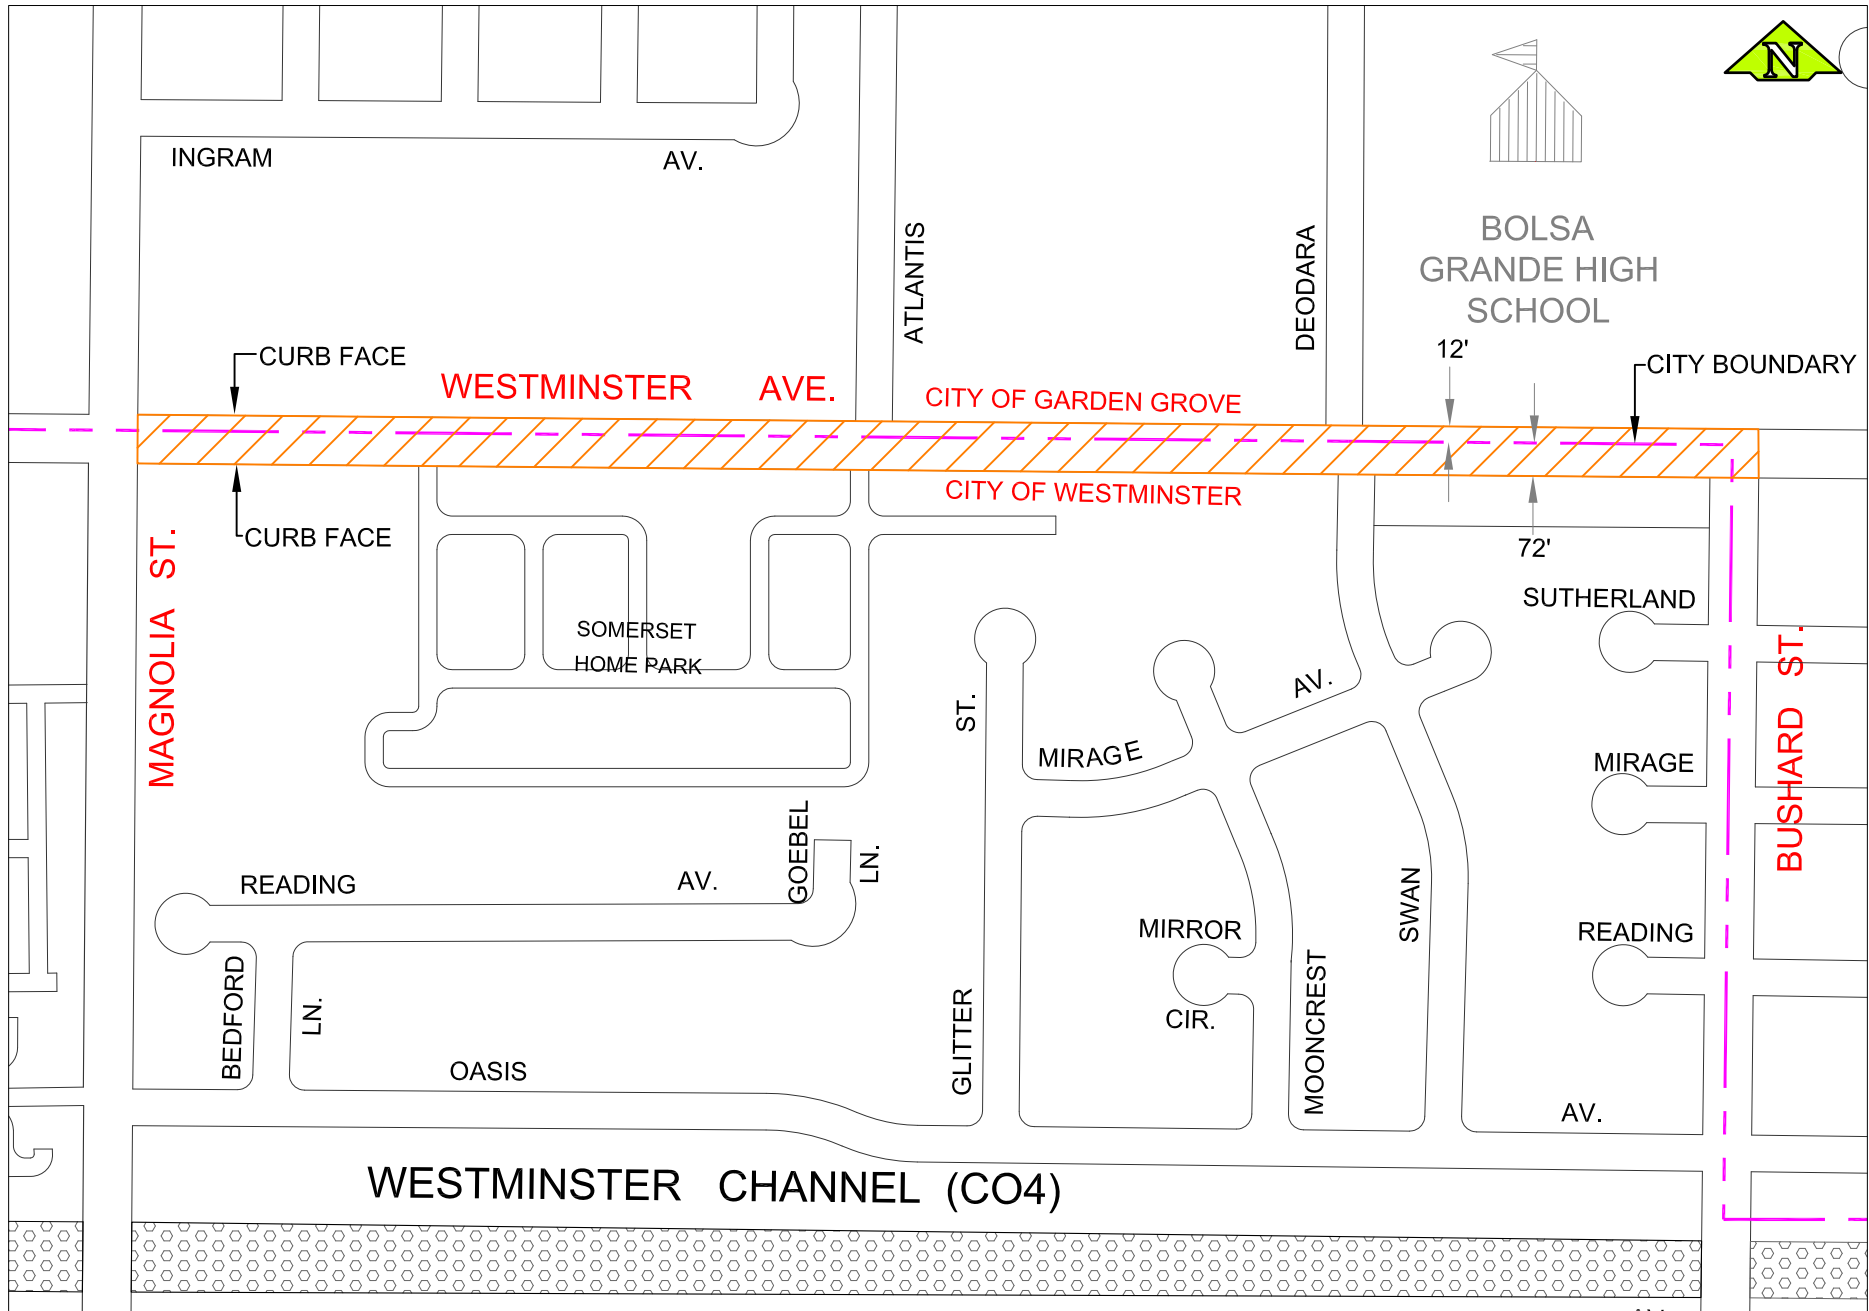 N
INGRAM AV.
ATLANTIS
DEODARA
BOLSA
GRANDE HIGH
SCHOOL
12'
CURB FACE
CITY BOUNDARY
WESTMINSTER AVE.
CITY OF GARDEN GROVE
CITY OF WESTMINSTER
CURB FACE
72'
MAGNOLIA ST.
SOMERSET
HOME PARK
SUTHERLAND
BUSHARD ST.
AV.
ST.
MIRAGE
MIRAGE
GOEBEL
LN.
READING AV.
SWAN
MIRROR
CIR.
READING
BEDFORD
LN.
GLITTER
MOONCREST
OASIS
AV.
WESTMINSTER CHANNEL (CO4)